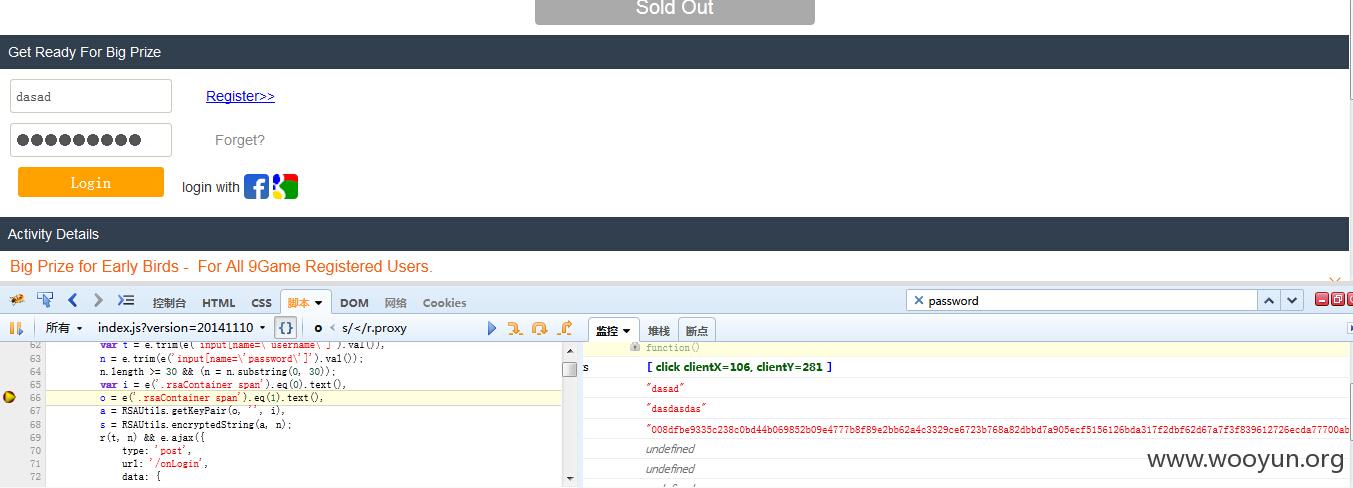 Sold Out
Get Ready For Big Prize
dasad
Register>>
Forget?
Login
login with
Activity Details
Big Prize for Early Birds - For All 9Game Registered Users.
控制台 HTML CSS 脚本 DOM 网络 Cookies
password
所有 index.js?version=20141110 {} o < s/</r.proxy
监控 堆栈 断点
62 var t = e.trim(e('input[name=\'username\']').val()),
63 n = e.trim(e('input[name=\'password\']').val());
64 n.length >= 30 && (n = n.substring(0, 30));
65 var i = e('.rsaContainer span').eq(0).text(),
66 o = e('.rsaContainer span').eq(1).text(),
67 a = RSAUtils.getKeyPair(o, '', i),
68 s = RSAUtils.encryptedString(a, n);
69 r(t, n) && e.ajax({
70 type: 'post',
71 url: '/onLogin',
72 data: {
function()
s [ click clientX=106, clientY=281 ]
"dasad"
"dasdasdas"
"008dfbe9335c238c0bd44b069852b09e4777b8f89e2bb62a4c3329ce6723b768a82dbbd7a905ecf5156126bda317f2dbf62d67a7f3f839612726ecda77700ab
undefined
undefined
www.wooyun.org